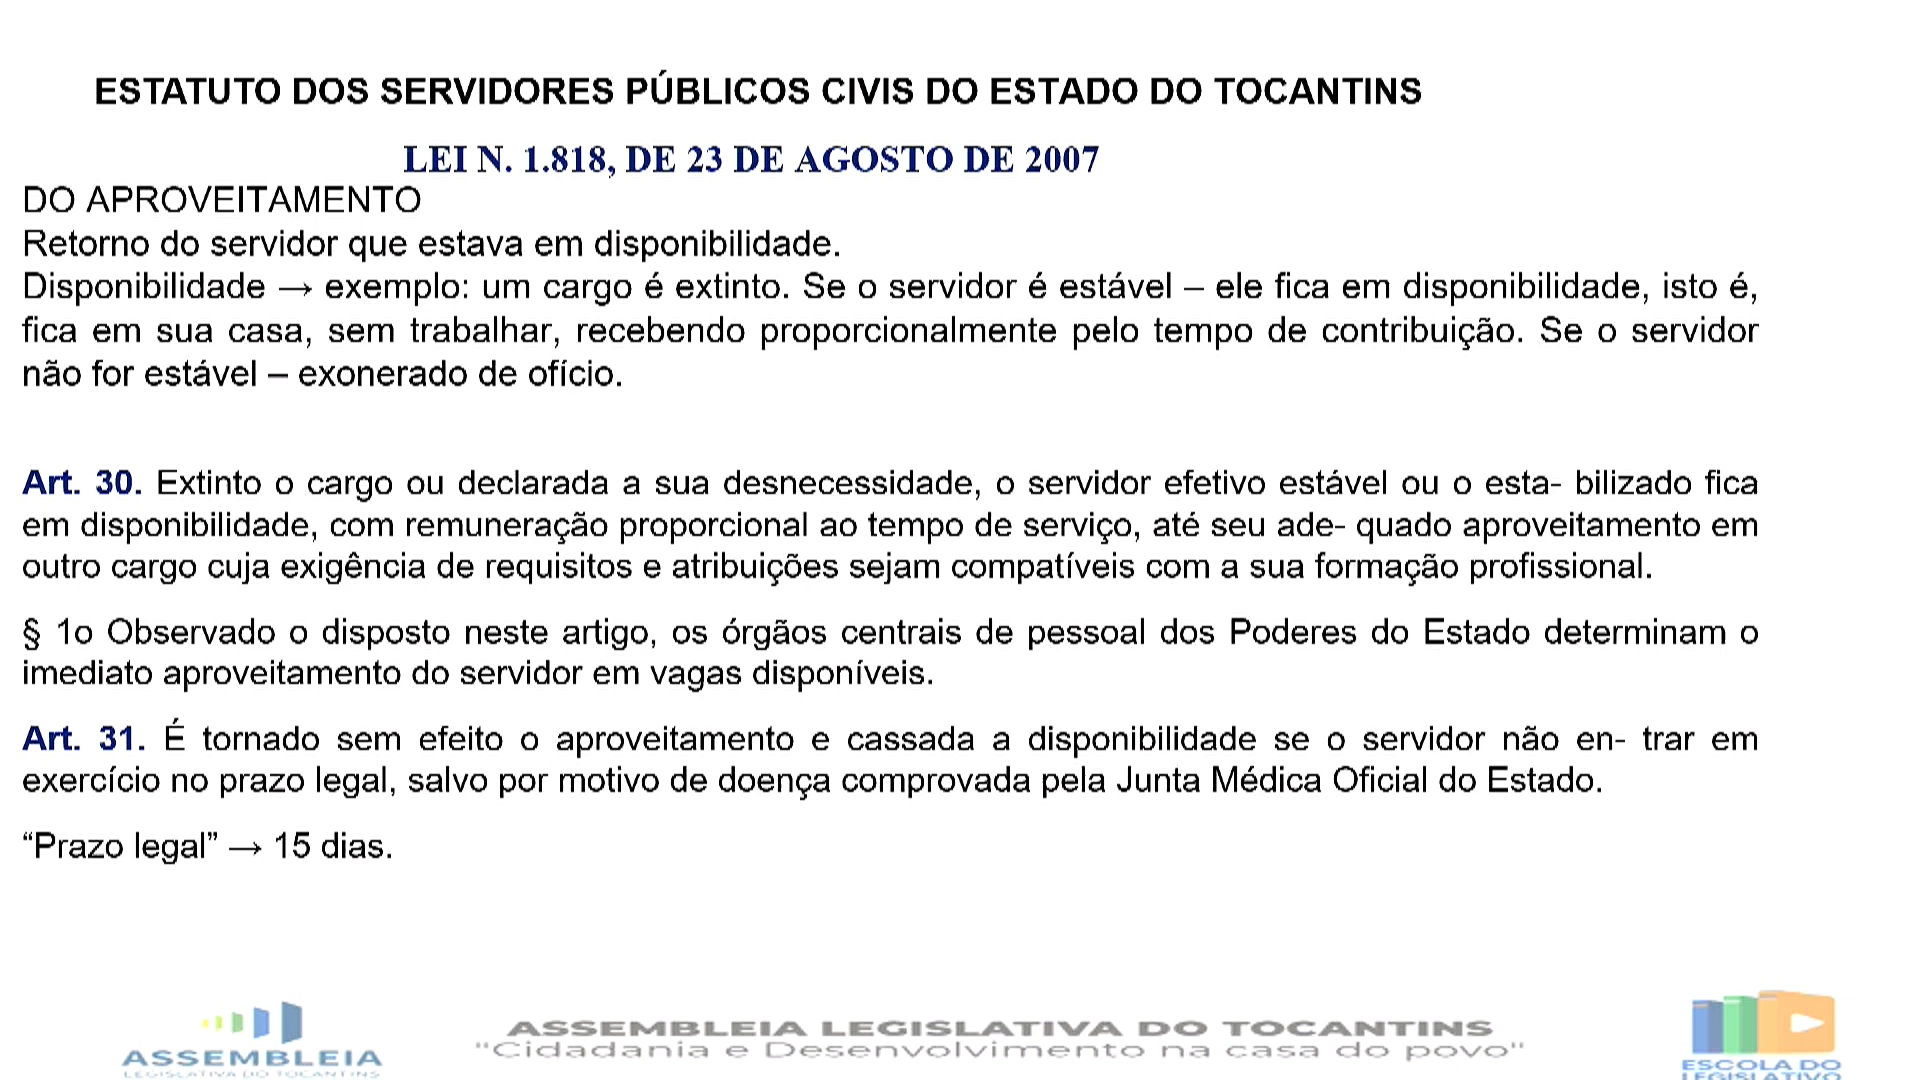 ESTATUTO DOS SERVIDORES PÚBLICOS CIVIS DO ESTADO DO TOCANTINS
LEI N. 1.818, DE 23 DE AGOSTO DE 2007
DO APROVEITAMENTO
Retorno do servidor que estava em disponibilidade.
Disponibilidade → exemplo: um cargo é extinto. Se o servidor é estável – ele fica em disponibilidade, isto é,
fica em sua casa, sem trabalhar, recebendo proporcionalmente pelo tempo de contribuição. Se o servidor
não for estável – exonerado de ofício.
Art. 30. Extinto o cargo ou declarada a sua desnecessidade, o servidor efetivo estável ou o esta- bilizado fica
em disponibilidade, com remuneração proporcional ao tempo de serviço, até seu ade- quado aproveitamento em
outro cargo cuja exigência de requisitos e atribuições sejam compatíveis com a sua formação profissional.
§ 1o Observado o disposto neste artigo, os órgãos centrais de pessoal dos Poderes do Estado determinam o
imediato aproveitamento do servidor em vagas disponíveis.
Art. 31. É tornado sem efeito o aproveitamento e cassada a disponibilidade se o servidor não en- trar em
exercício no prazo legal, salvo por motivo de doença comprovada pela Junta Médica Oficial do Estado.
“Prazo legal” → 15 dias.
ASSEMBLEIA
LEGISLATIVA DO TOCANTINS
ASSEMBLEIA LEGISLATIVA DO TOCANTINS
"Cidadania e Desenvolvimento na casa do povo"
ESCOLA DO
LEGISLATIVO